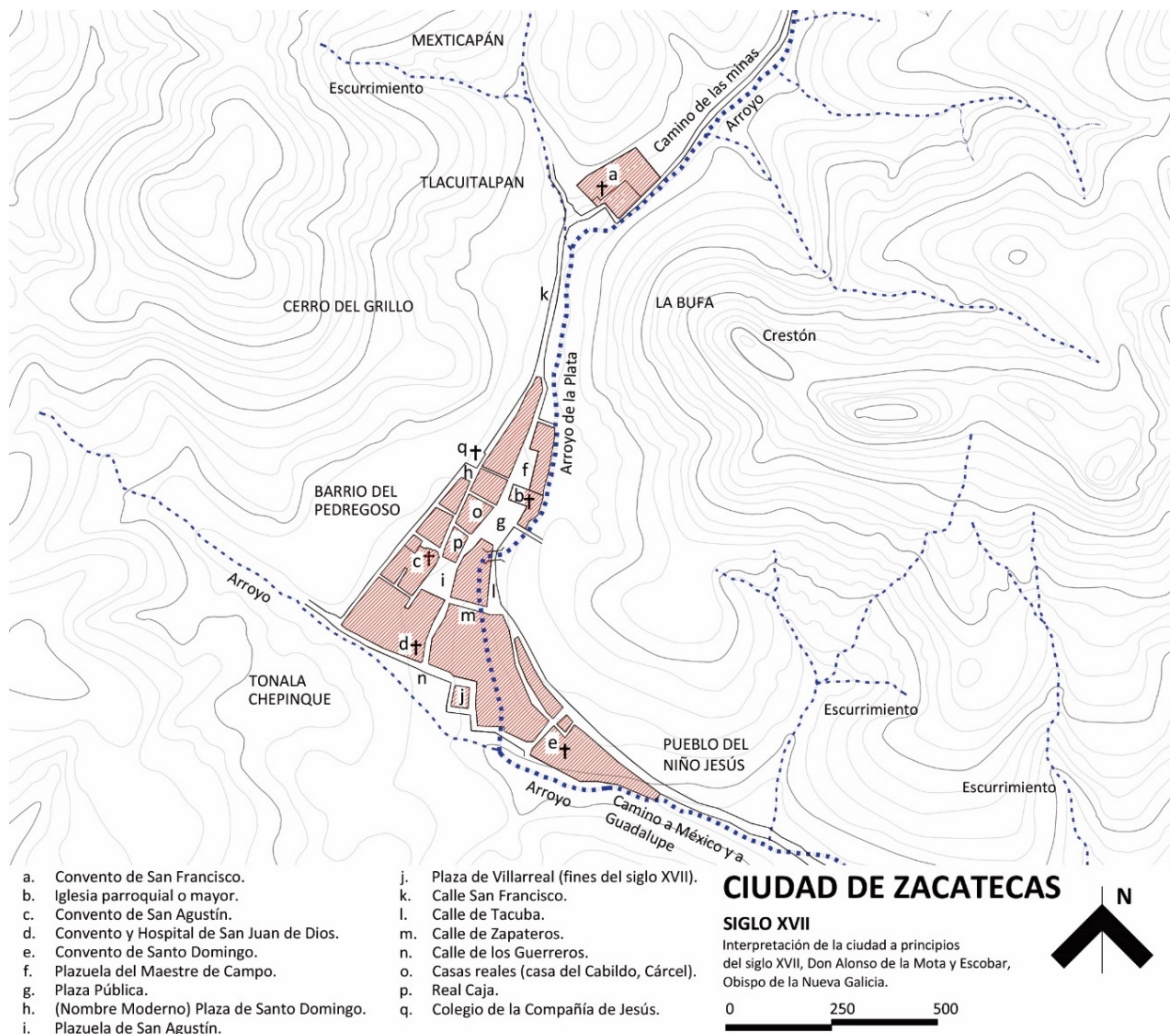 MEXTICAPÁN
Escurrimiento
Camino de las minas
Arroyo
TLACUITALPAN
a
k
CERRO DEL GRILLO
LA BUFA
Crestón
Arroyo de la Plata
q
h
f
b
BARRIO DEL
PEDREGOSO
o
g
p
c
i
l
m
Arroyo
d
n
TONALA
CHEPINQUE
j
e
PUEBLO DEL
NIÑO JESÚS
Escurrimiento
Escurrimiento
Arroyo
Camino a México y a
Guadalupe
a. Convento de San Francisco.
b. Iglesia parroquial o mayor.
c. Convento de San Agustín.
d. Convento y Hospital de San Juan de Dios.
e. Convento de Santo Domingo.
f. Plazuela del Maestre de Campo.
g. Plaza Pública.
h. (Nombre Moderno) Plaza de Santo Domingo.
i. Plazuela de San Agustín.
j. Plaza de Villarreal (fines del siglo XVII).
k. Calle San Francisco.
l. Calle de Tacuba.
m. Calle de Zapateros.
n. Calle de los Guerreros.
o. Casas reales (casa del Cabildo, Cárcel).
p. Real Caja.
q. Colegio de la Compañía de Jesús.
CIUDAD DE ZACATECAS
SIGLO XVII
Interpretación de la ciudad a principios
del siglo XVII, Don Alonso de la Mota y Escobar,
Obispo de la Nueva Galicia.
0 250 500
N